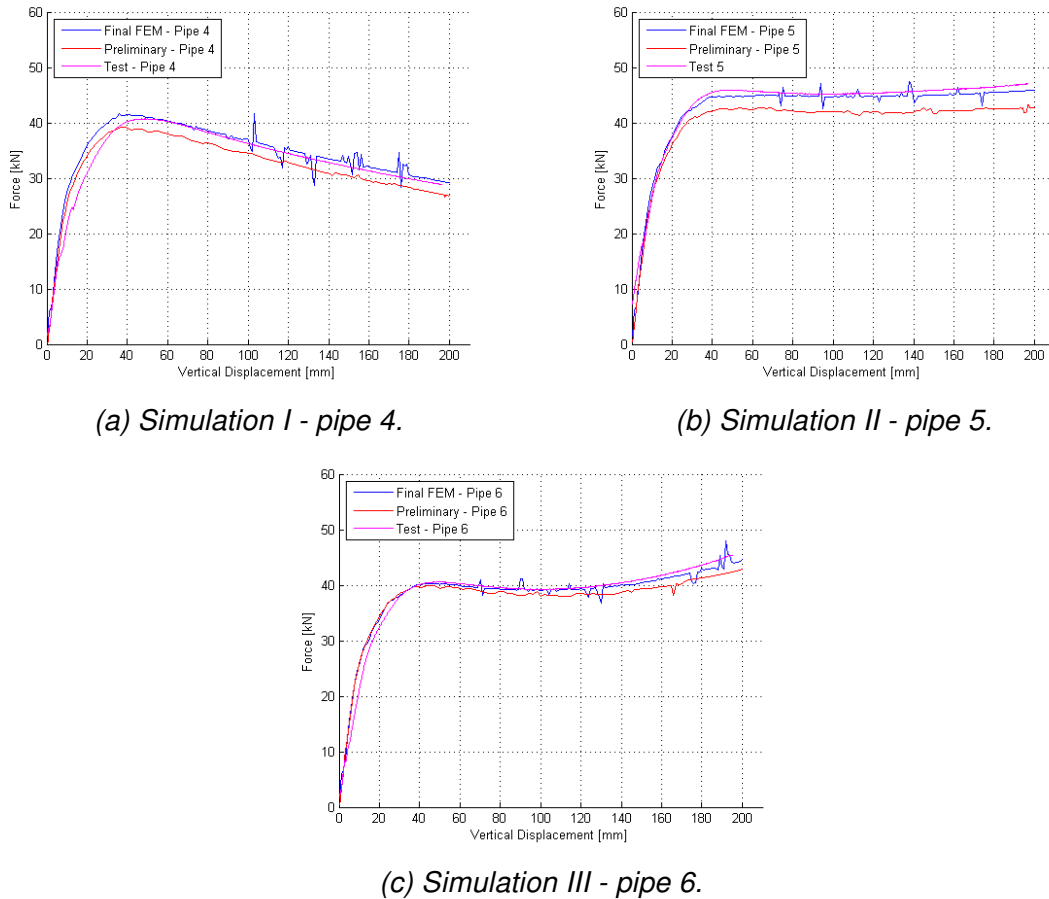 60
50
40
30
20
10
0
Force [kN]
Final FEM - Pipe 4
Preliminary - Pipe 4
Test - Pipe 4
0 20 40 60 80 100 120 140 160 180 200
Vertical Displacement [mm]
(a) Simulation I - pipe 4.
60
50
40
30
20
10
0
Force [kN]
Final FEM - Pipe 5
Preliminary - Pipe 5
Test 5
0 20 40 60 80 100 120 140 160 180 200
Vertical Displacement [mm]
(b) Simulation II - pipe 5.
60
50
40
30
20
10
0
Force [kN]
Final FEM - Pipe 6
Preliminary - Pipe 6
Test - Pipe 6
0 20 40 60 80 100 120 140 160 180 200
Vertical Displacement [mm]
(c) Simulation III - pipe 6.